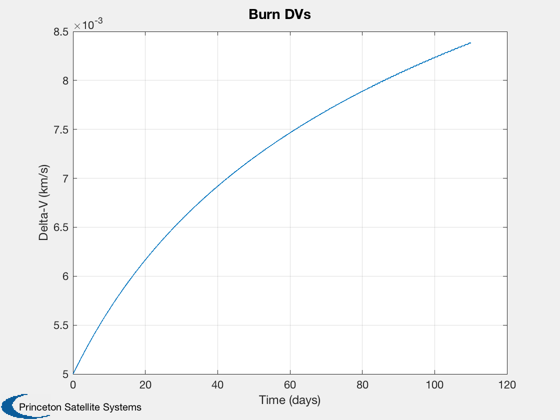 Burn DVs
×10⁻³
8.5
8
7.5
7
6.5
6
5.5
5
Delta-V (km/s)
0 20 40 60 80 100 120
Time (days)
Princeton Satellite Systems